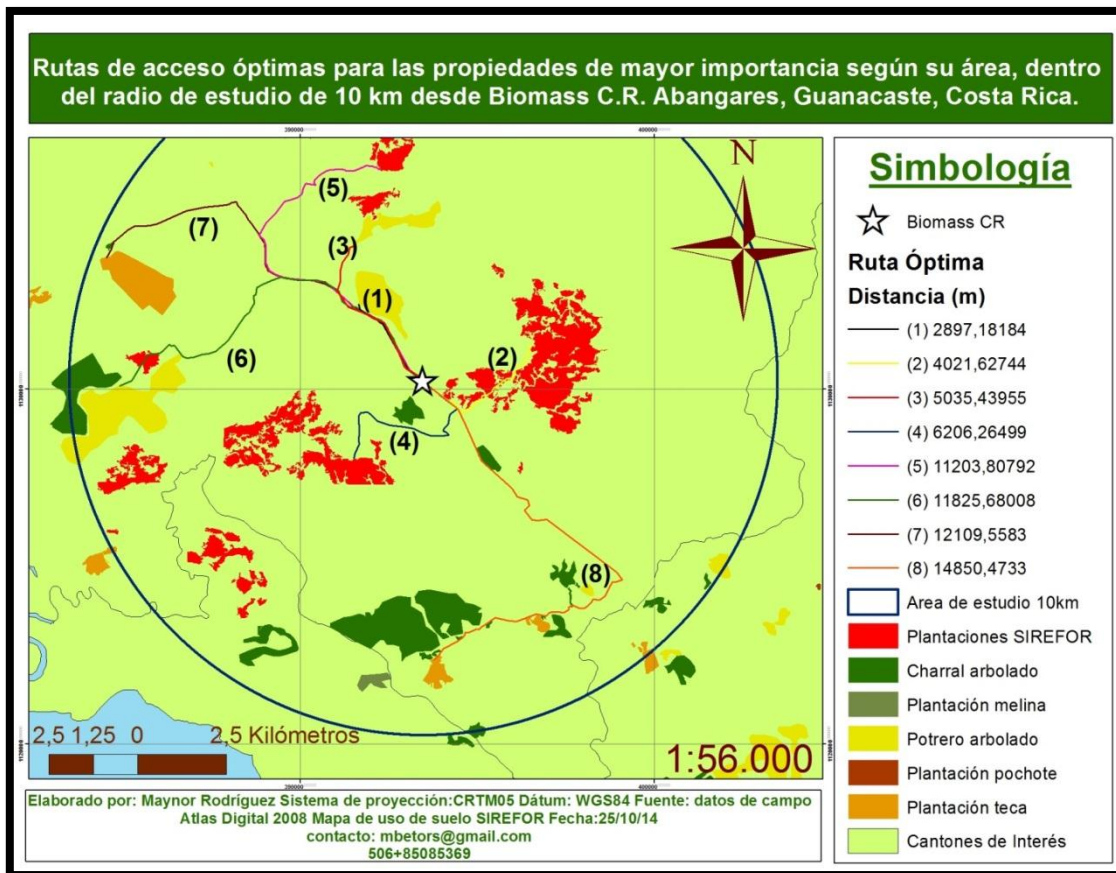 Rutas de acceso óptimas para las propiedades de mayor importancia según su área, dentro
del radio de estudio de 10 km desde Biomass C.R. Abangares, Guanacaste, Costa Rica.
N
(5)
(7)
(3)
(1)
(6)
(2)
(4)
(8)
2,5 1,25 0 2,5 Kilómetros
1:56.000
Elaborado por: Maynor Rodríguez Sistema de proyección:CRTM05 Dátum: WGS84 Fuente: datos de campo
Atlas Digital 2008 Mapa de uso de suelo SIREFOR Fecha:25/10/14
contacto: mbetors@gmail.com
506+85085369
Simbología
Biomass CR
Ruta Óptima
Distancia (m)
(1) 2897,18184
(2) 4021,62744
(3) 5035,43955
(4) 6206,26499
(5) 11203,80792
(6) 11825,68008
(7) 12109,5583
(8) 14850,4733
Area de estudio 10km
Plantaciones SIREFOR
Charral arbolado
Plantación melina
Potrero arbolado
Plantación pochote
Plantación teca
Cantones de Interés